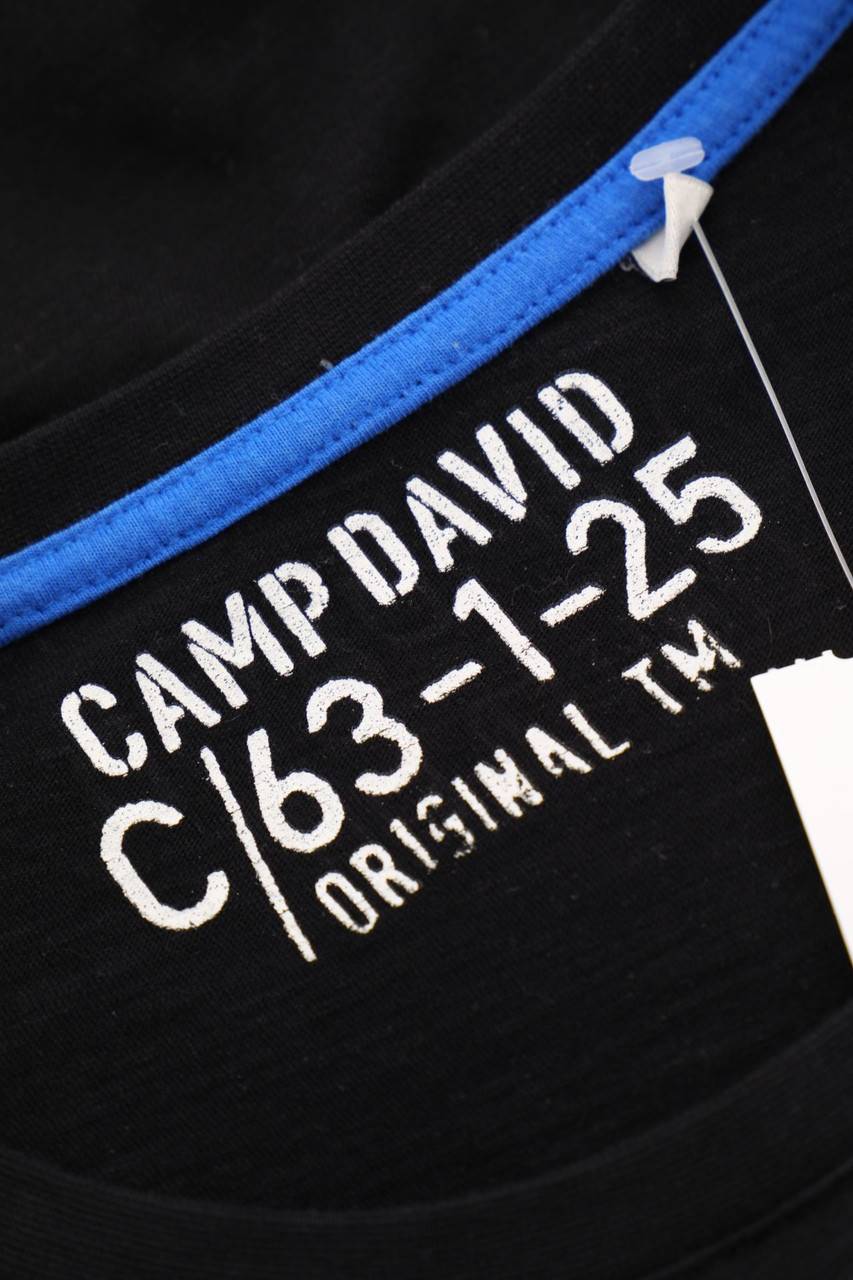 CAMP DAVID
C/63-1-25
ORIGINAL TM